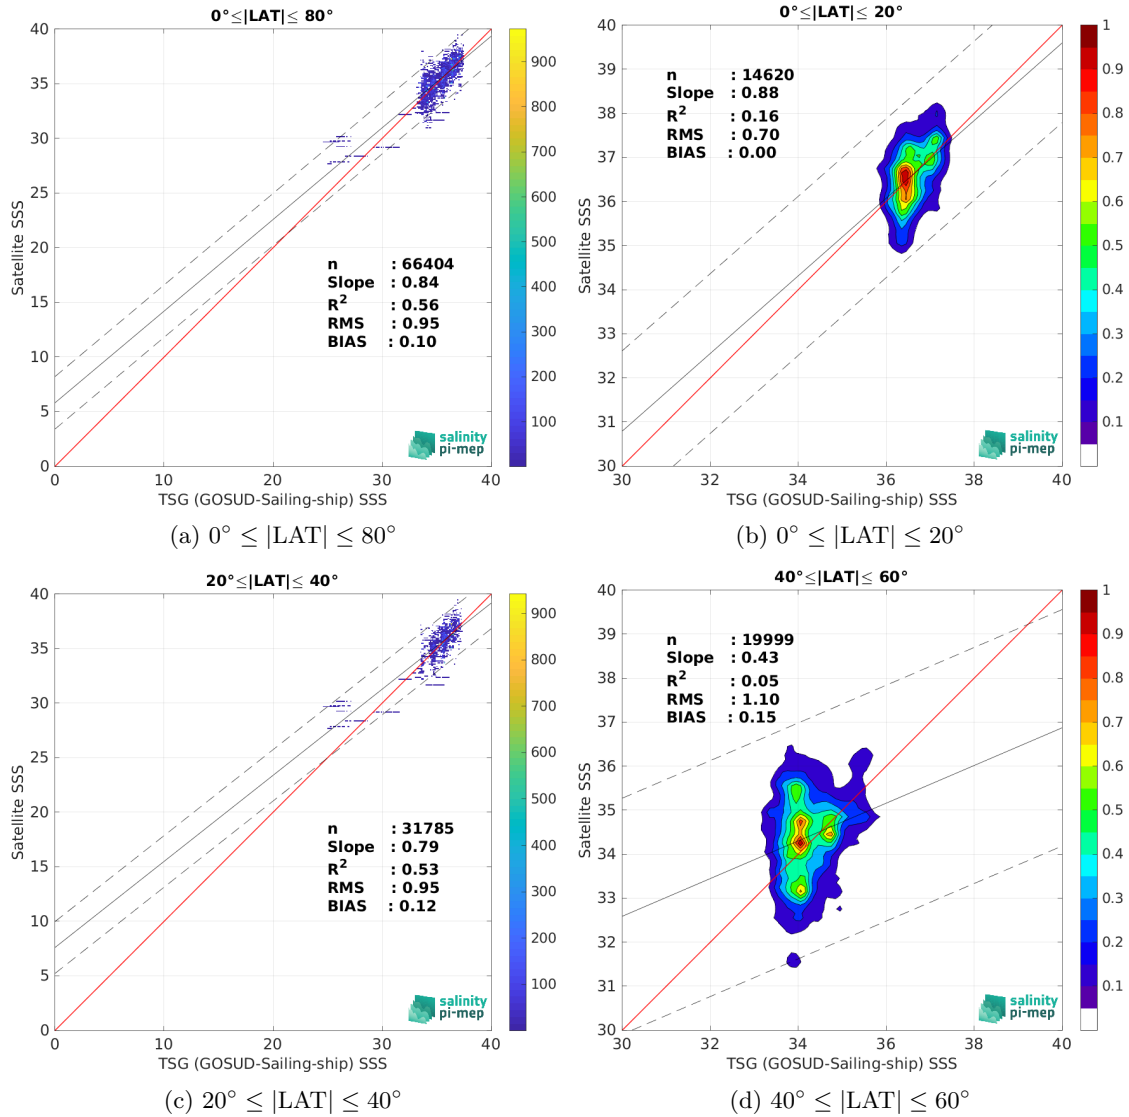 0°≤|LAT|≤ 80°
40
35
30
25
20
15
10
5
0
Satellite SSS
n : 66404
Slope : 0.84
R² : 0.56
RMS : 0.95
BIAS : 0.10
salinity
pi-mep
0 10 20 30 40
TSG (GOSUD-Sailing-ship) SSS
900
800
700
600
500
400
300
200
100
(a) 0° ≤ |LAT| ≤ 80°
0°≤|LAT|≤ 20°
40
39
38
37
36
35
34
33
32
31
30
Satellite SSS
n : 14620
Slope : 0.88
R² : 0.16
RMS : 0.70
BIAS : 0.00
salinity
pi-mep
30 32 34 36 38 40
TSG (GOSUD-Sailing-ship) SSS
1
0.9
0.8
0.7
0.6
0.5
0.4
0.3
0.2
0.1
(b) 0° ≤ |LAT| ≤ 20°
20°≤|LAT|≤ 40°
40
35
30
25
20
15
10
5
0
Satellite SSS
n : 31785
Slope : 0.79
R² : 0.53
RMS : 0.95
BIAS : 0.12
salinity
pi-mep
0 10 20 30 40
TSG (GOSUD-Sailing-ship) SSS
900
800
700
600
500
400
300
200
100
(c) 20° ≤ |LAT| ≤ 40°
40°≤|LAT|≤ 60°
40
39
38
37
36
35
34
33
32
31
30
Satellite SSS
n : 19999
Slope : 0.43
R² : 0.05
RMS : 1.10
BIAS : 0.15
salinity
pi-mep
30 32 34 36 38 40
TSG (GOSUD-Sailing-ship) SSS
1
0.9
0.8
0.7
0.6
0.5
0.4
0.3
0.2
0.1
(d) 40° ≤ |LAT| ≤ 60°